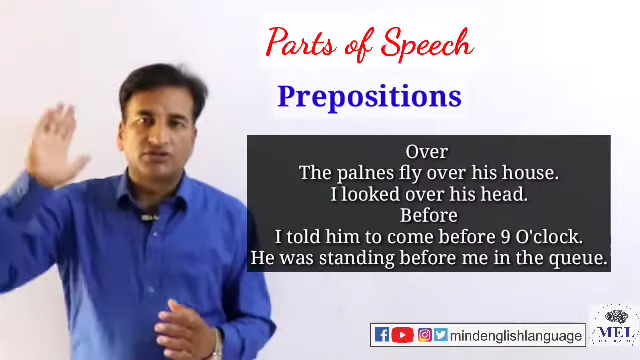 Parts of Speech
Prepositions
Over
The palnes fly over his house.
I looked over his head.
Before
I told him to come before 9 O'clock.
He was standing before me in the queue.
mindenglishlanguage
MEL